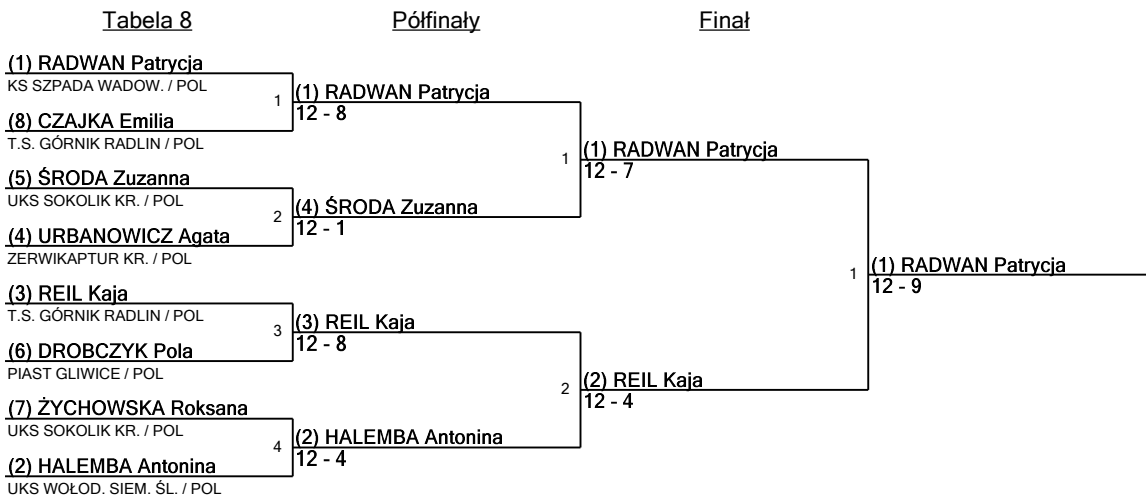 Tabela 8
Półfinały
Finał
(1) RADWAN Patrycja
KS SZPADA WADOW. / POL
1
(8) CZAJKA Emilia
T.S. GÓRNIK RADLIN / POL
(5) ŚRODA Zuzanna
UKS SOKOLIK KR. / POL
2
(4) URBANOWICZ Agata
ZERWIKAPTUR KR. / POL
(3) REIL Kaja
T.S. GÓRNIK RADLIN / POL
3
(6) DROBCZYK Pola
PIAST GLIWICE / POL
(7) ŻYCHOWSKA Roksana
UKS SOKOLIK KR. / POL
4
(2) HALEMBA Antonina
UKS WOŁOD. SIEM. ŚL. / POL
(1) RADWAN Patrycja
12 - 8
1
(4) ŚRODA Zuzanna
12 - 1
(3) REIL Kaja
12 - 8
2
(2) HALEMBA Antonina
12 - 4
(1) RADWAN Patrycja
12 - 7
1
(2) REIL Kaja
12 - 4
(1) RADWAN Patrycja
12 - 9